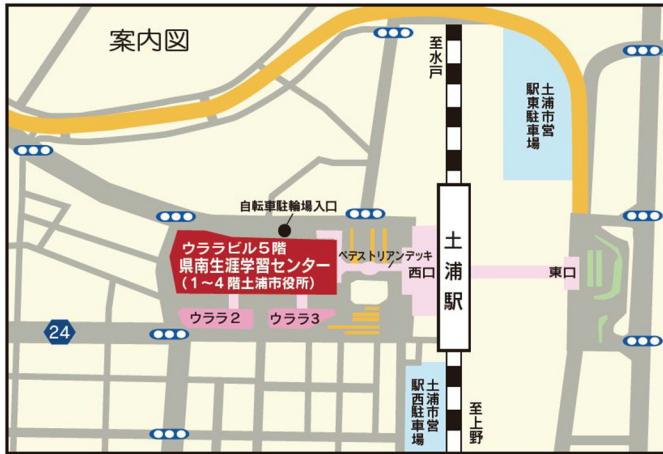 案内図
至水戸
土浦市営
駅東駐車場
自転車駐輪場入口
ウララビル5階
県南生涯学習センター
(1~4階土浦市役所)
ペデストリアンデッキ
西口
土浦駅
東口
ウララ2
ウララ3
24
土浦市営
駅西駐車場
至上野